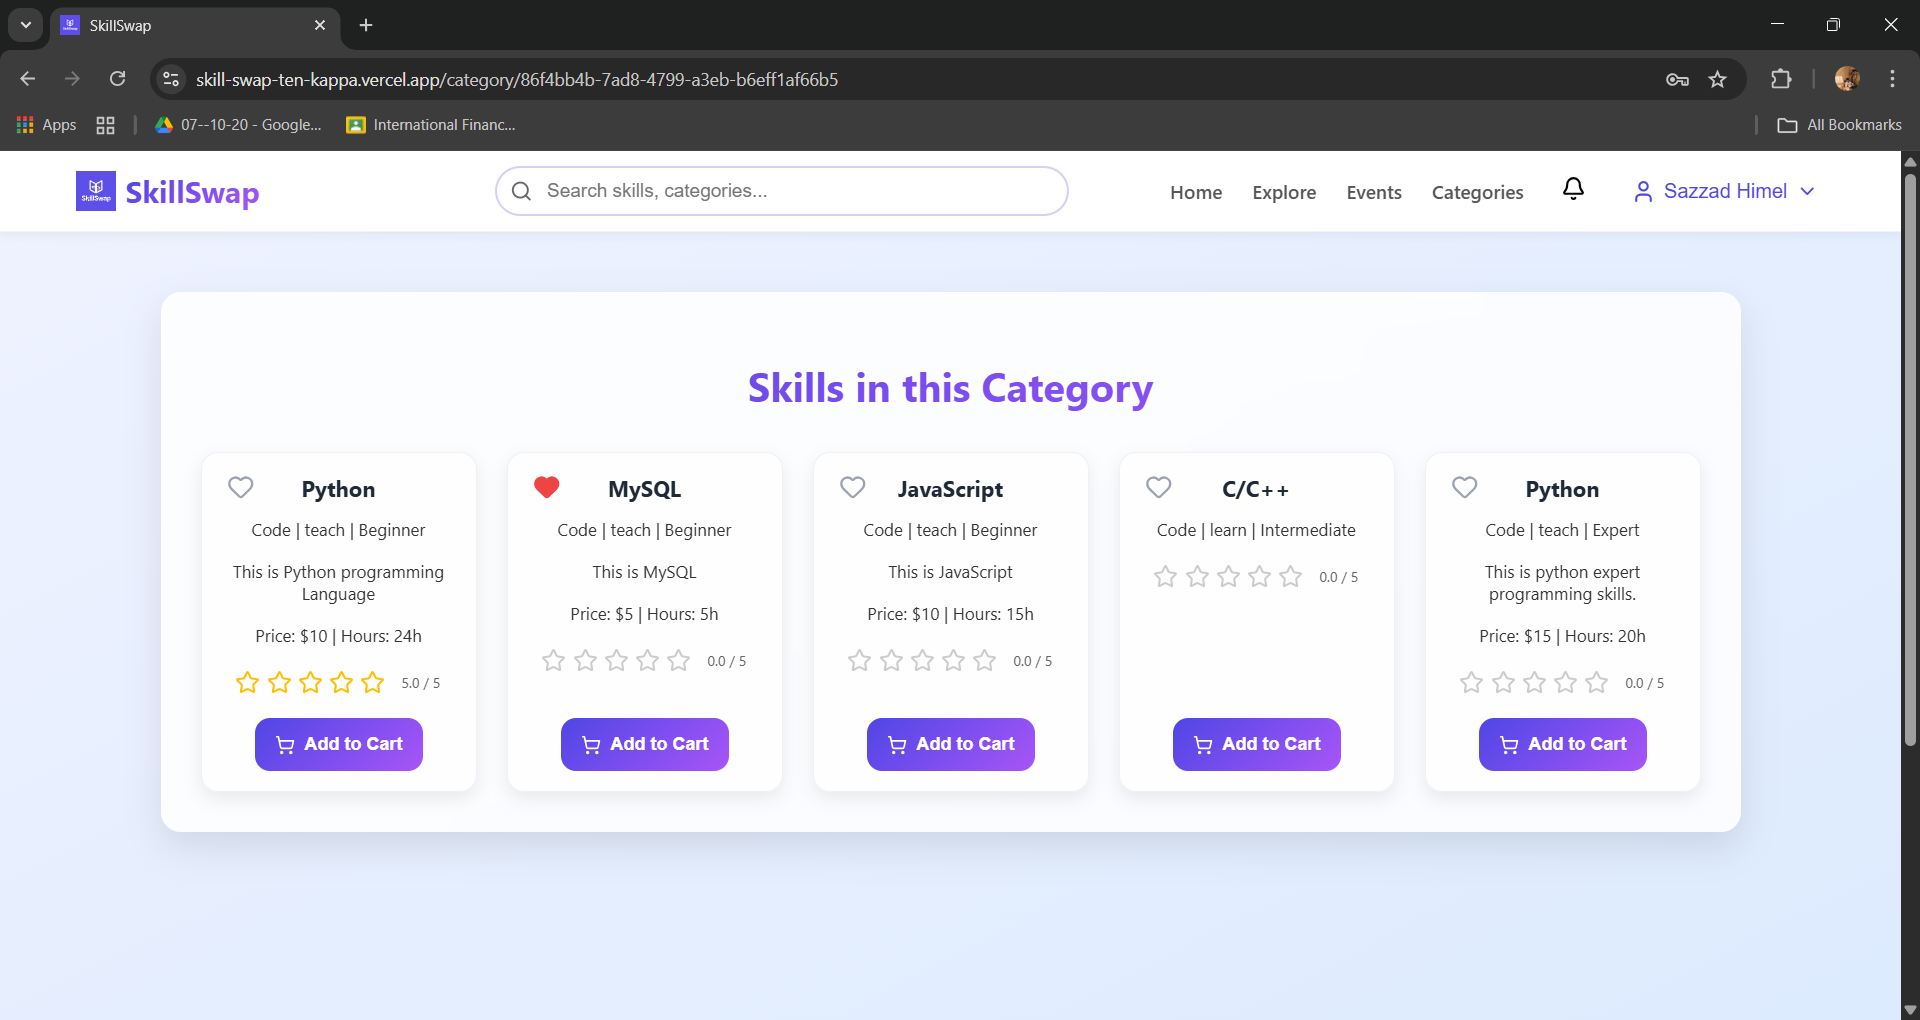 SkillSwap
skill-swap-ten-kappa.vercel.app/category/86f4bb4b-7ad8-4799-a3eb-b6eff1af66b5
Apps
07--10-20 - Google...
International Financ...
All Bookmarks
SkillSwap
SkillSwap
Search skills, categories...
Home
Explore
Events
Categories
Sazzad Himel
Skills in this Category
Python
Code | teach | Beginner
This is Python programming
Language
Price: $10 | Hours: 24h
5.0 / 5
Add to Cart
MySQL
Code | teach | Beginner
This is MySQL
Price: $5 | Hours: 5h
0.0 / 5
Add to Cart
JavaScript
Code | teach | Beginner
This is JavaScript
Price: $10 | Hours: 15h
0.0 / 5
Add to Cart
C/C++
Code | learn | Intermediate
0.0 / 5
Add to Cart
Python
Code | teach | Expert
This is python expert
programming skills.
Price: $15 | Hours: 20h
0.0 / 5
Add to Cart